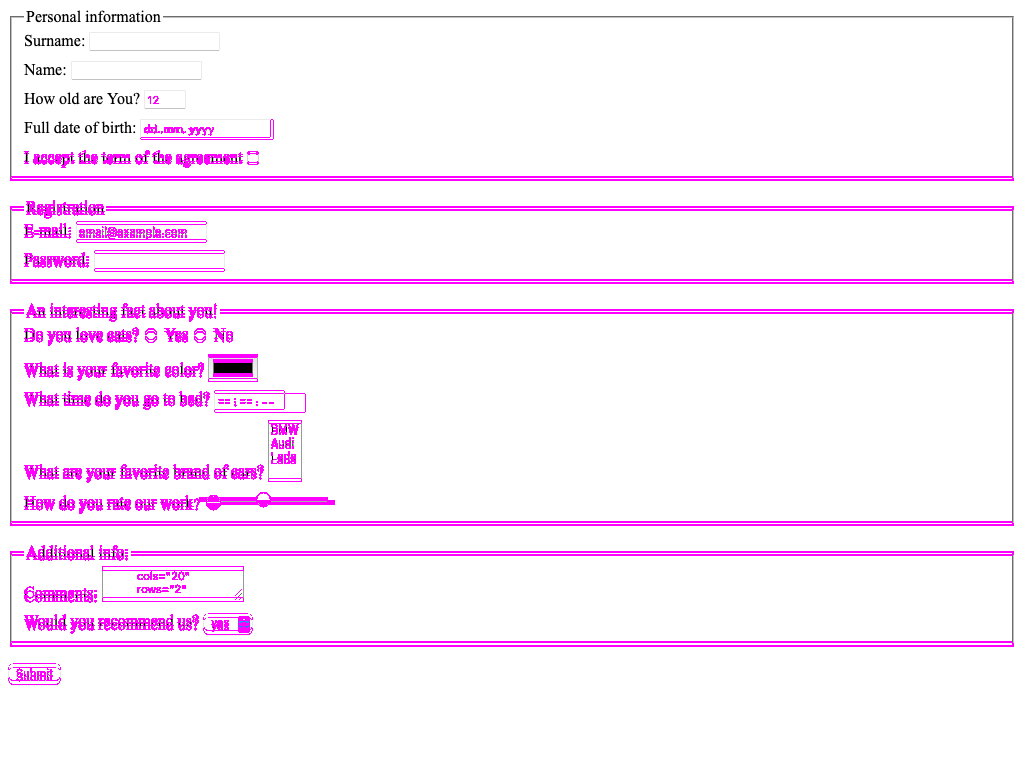 Personal information
Surname:
Name:
How old are You? 12
Full date of birth: dd.mm.yyyy
I accept the term of the agreement
Registration
E-mail: email@example.com
Password:
An interesting fact about you!
Do you love cats? Yes No
What is your favorite color?
What time do you go to bed? --:--:--
BMW
Audi
Lada
What are your favorite brand of cars?
How do you rate our work?
Additional info:
cols="20"
rows="2"
Comments:
Would you recommend us? yes
Submit